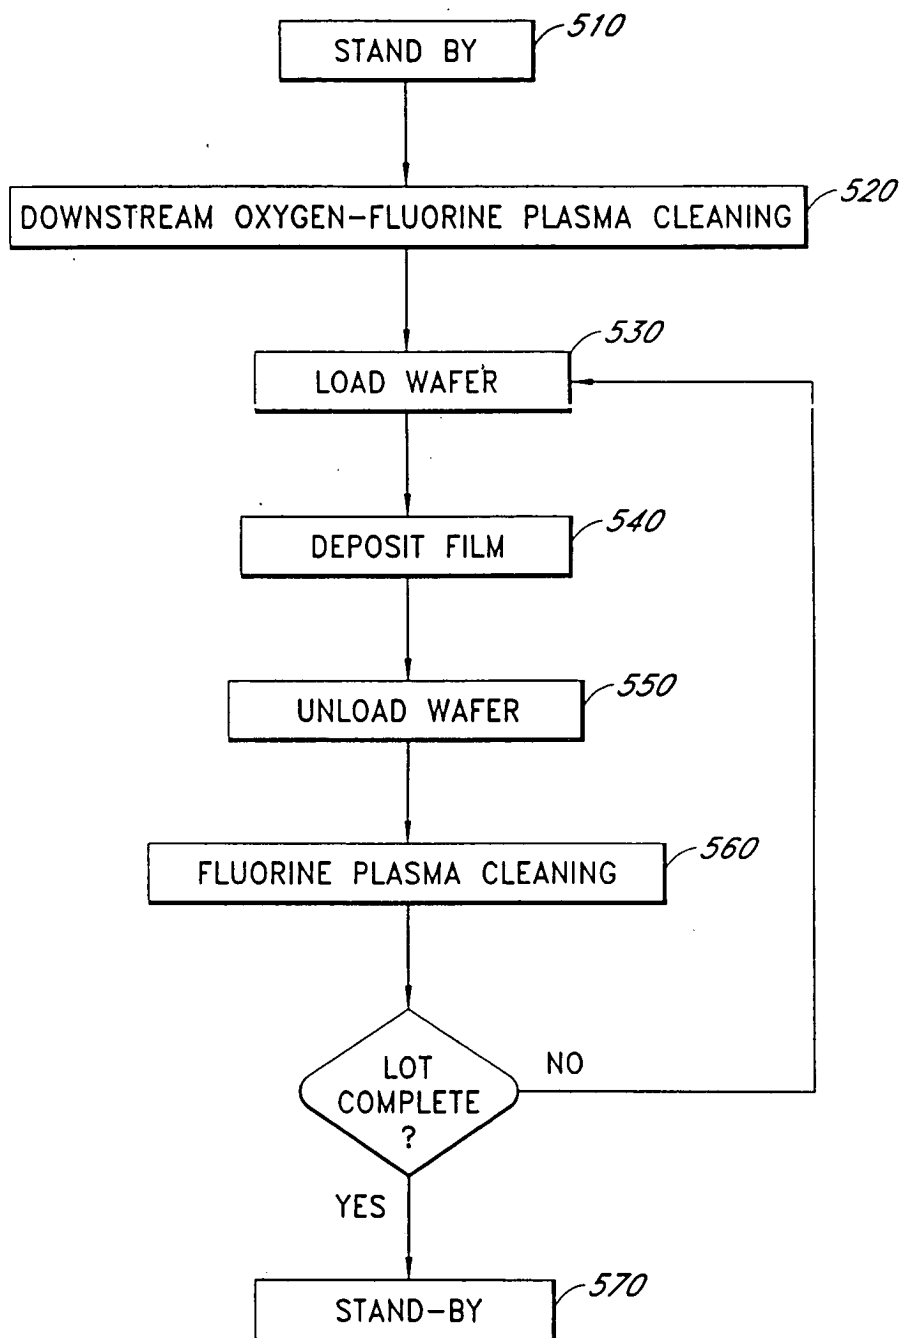 510
STAND BY
520
DOWNSTREAM OXYGEN-FLUORINE PLASMA CLEANING
530
LOAD WAFER
540
DEPOSIT FILM
550
UNLOAD WAFER
560
FLUORINE PLASMA CLEANING
LOT
COMPLETE
?
NO
YES
570
STAND-BY